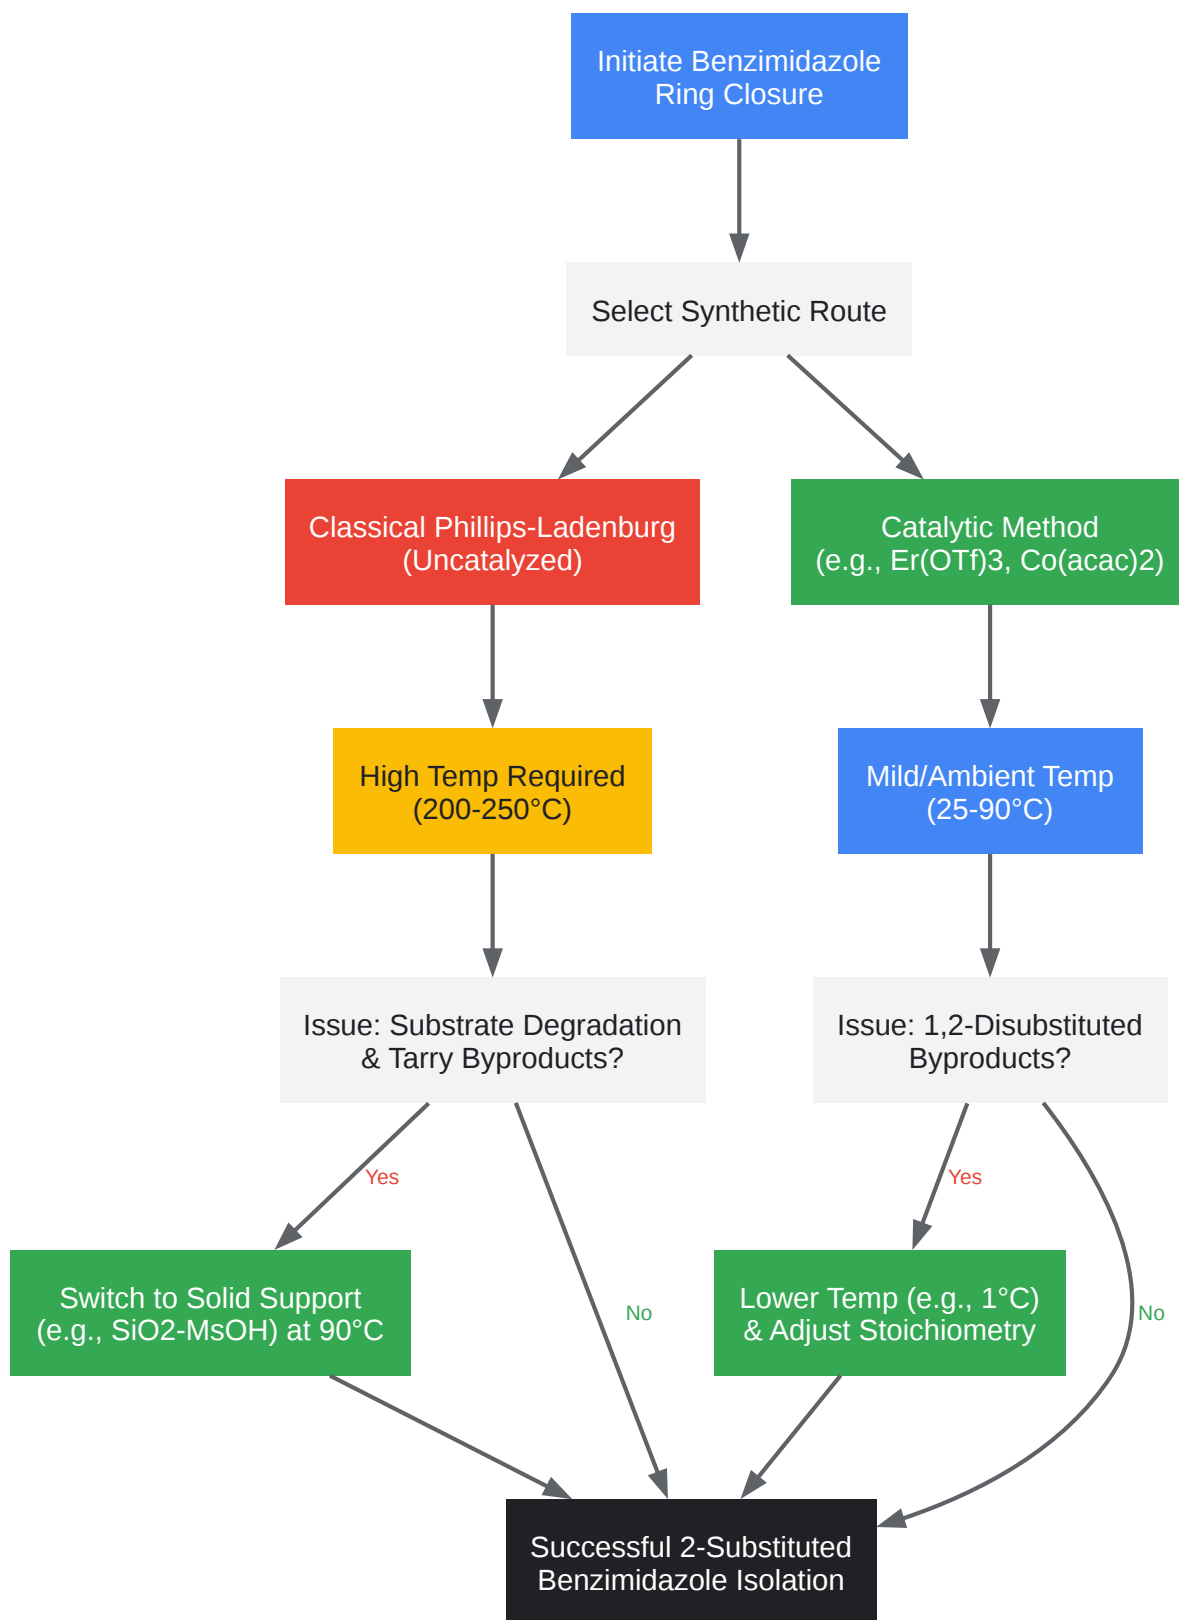 Initiate Benzimidazole
Ring Closure
Select Synthetic Route
Classical Phillips-Ladenburg
(Uncatalyzed)
Catalytic Method
(e.g., Er(OTf)3, Co(acac)2)
High Temp Required
(200-250°C)
Mild/Ambient Temp
(25-90°C)
Issue: Substrate Degradation
& Tarry Byproducts?
Issue: 1,2-Disubstituted
Byproducts?
Yes
Yes
Switch to Solid Support
(e.g., SiO2-MsOH) at 90°C
No
Lower Temp (e.g., 1°C)
& Adjust Stoichiometry
No
Successful 2-Substituted
Benzimidazole Isolation